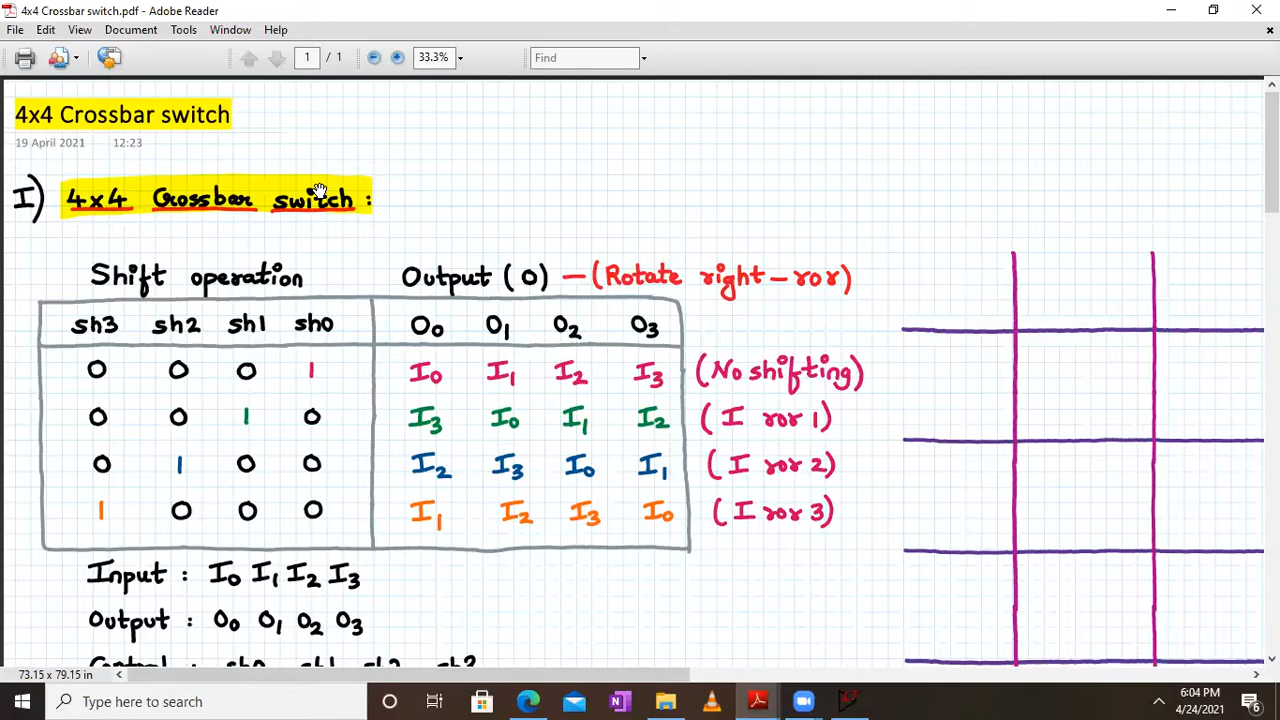 4x4 Crossbar switch.pdf - Adobe Reader
File Edit View Document Tools Window Help
1 / 1 33.3% Find
4x4 Crossbar switch
19 April 2021 12:23
I) 4x4 Crossbar switch :
Shift operation Output (O) — (Rotate right - ror)
sh3 sh2 sh1 sh0 O0 O1 O2 O3
0 0 0 1 I0 I1 I2 I3 (No shifting)
0 0 1 0 I3 I0 I1 I2 ( I ror 1)
0 1 0 0 I2 I3 I0 I1 ( I ror 2)
1 0 0 0 I1 I2 I3 I0 ( I ror 3)
Input : I0 I1 I2 I3
Output : O0 O1 O2 O3
73.15 x 79.15 in
Type here to search
6:04 PM
4/24/2021
6